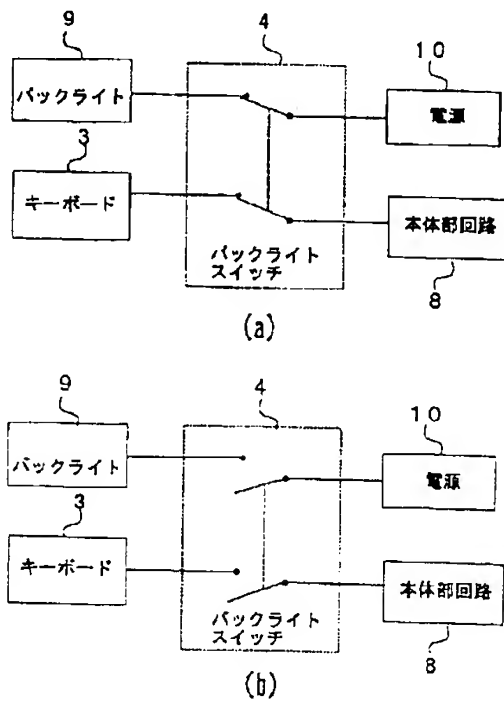 9
4
10
バックライト
電源
3
キーボード
本体部回路
バックライト
スイッチ
8
(a)
9
4
10
バックライト
電源
3
キーボード
本体部回路
バックライト
スイッチ
8
(b)